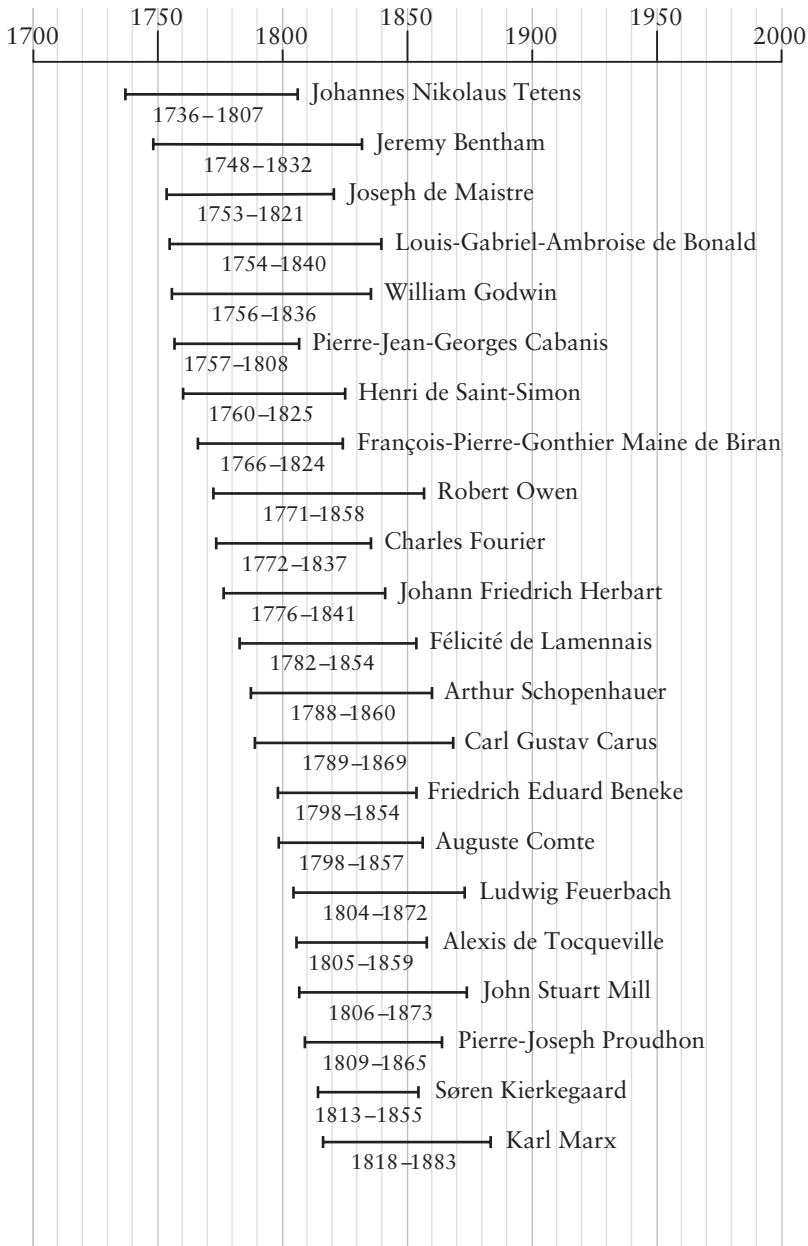 1750 1850 1950
1700 1800 1900 2000
Johannes Nikolaus Tetens
1736–1807
Jeremy Bentham
1748–1832
Joseph de Maistre
1753–1821
Louis-Gabriel-Ambroise de Bonald
1754–1840
William Godwin
1756–1836
Pierre-Jean-Georges Cabanis
1757–1808
Henri de Saint-Simon
1760–1825
François-Pierre-Gonthier Maine de Biran
1766–1824
Robert Owen
1771–1858
Charles Fourier
1772–1837
Johann Friedrich Herbart
1776–1841
Félicité de Lamennais
1782–1854
Arthur Schopenhauer
1788–1860
Carl Gustav Carus
1789–1869
Friedrich Eduard Beneke
1798–1854
Auguste Comte
1798–1857
Ludwig Feuerbach
1804–1872
Alexis de Tocqueville
1805–1859
John Stuart Mill
1806–1873
Pierre-Joseph Proudhon
1809–1865
Søren Kierkegaard
1813–1855
Karl Marx
1818–1883